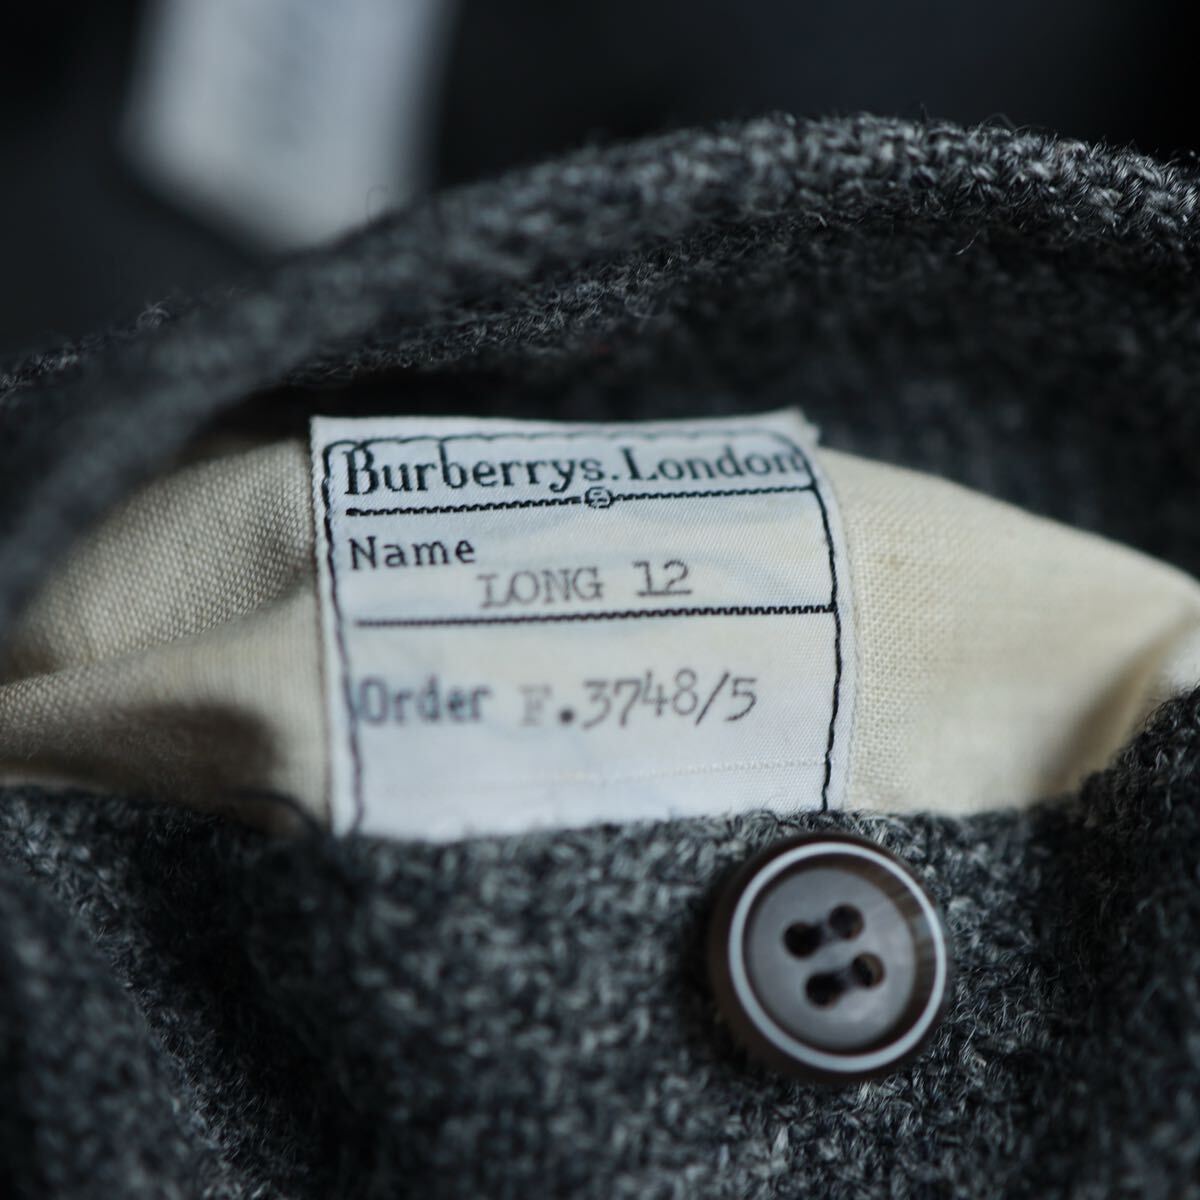 Burberrys. London
Name
LONG 12
Order F.3748/5